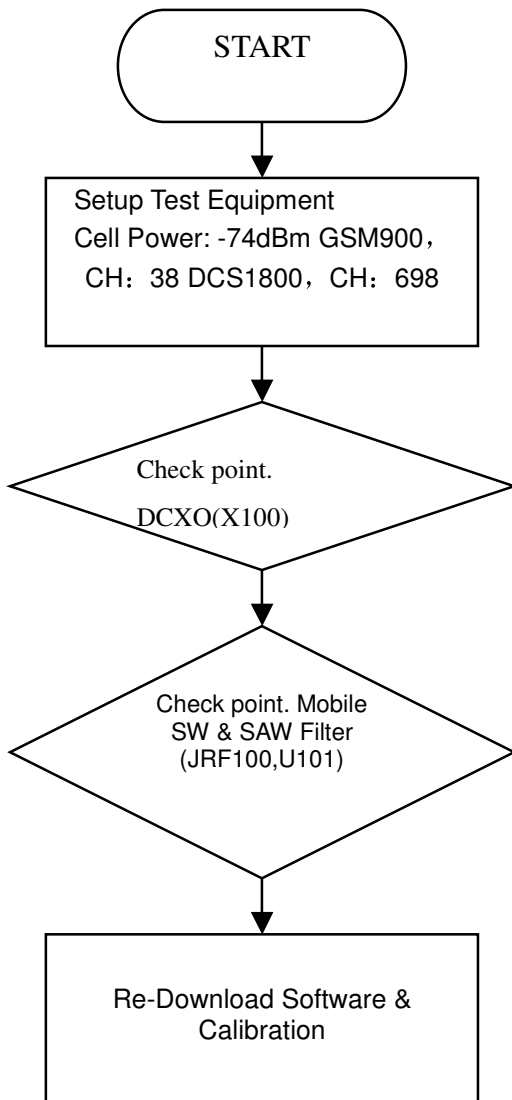 START
Setup Test Equipment
Cell Power: -74dBm GSM900，
CH：38 DCS1800，CH：698
Check point.
DCXO(X100)
Check point. Mobile
SW & SAW Filter
(JRF100,U101)
Re-Download Software &
Calibration